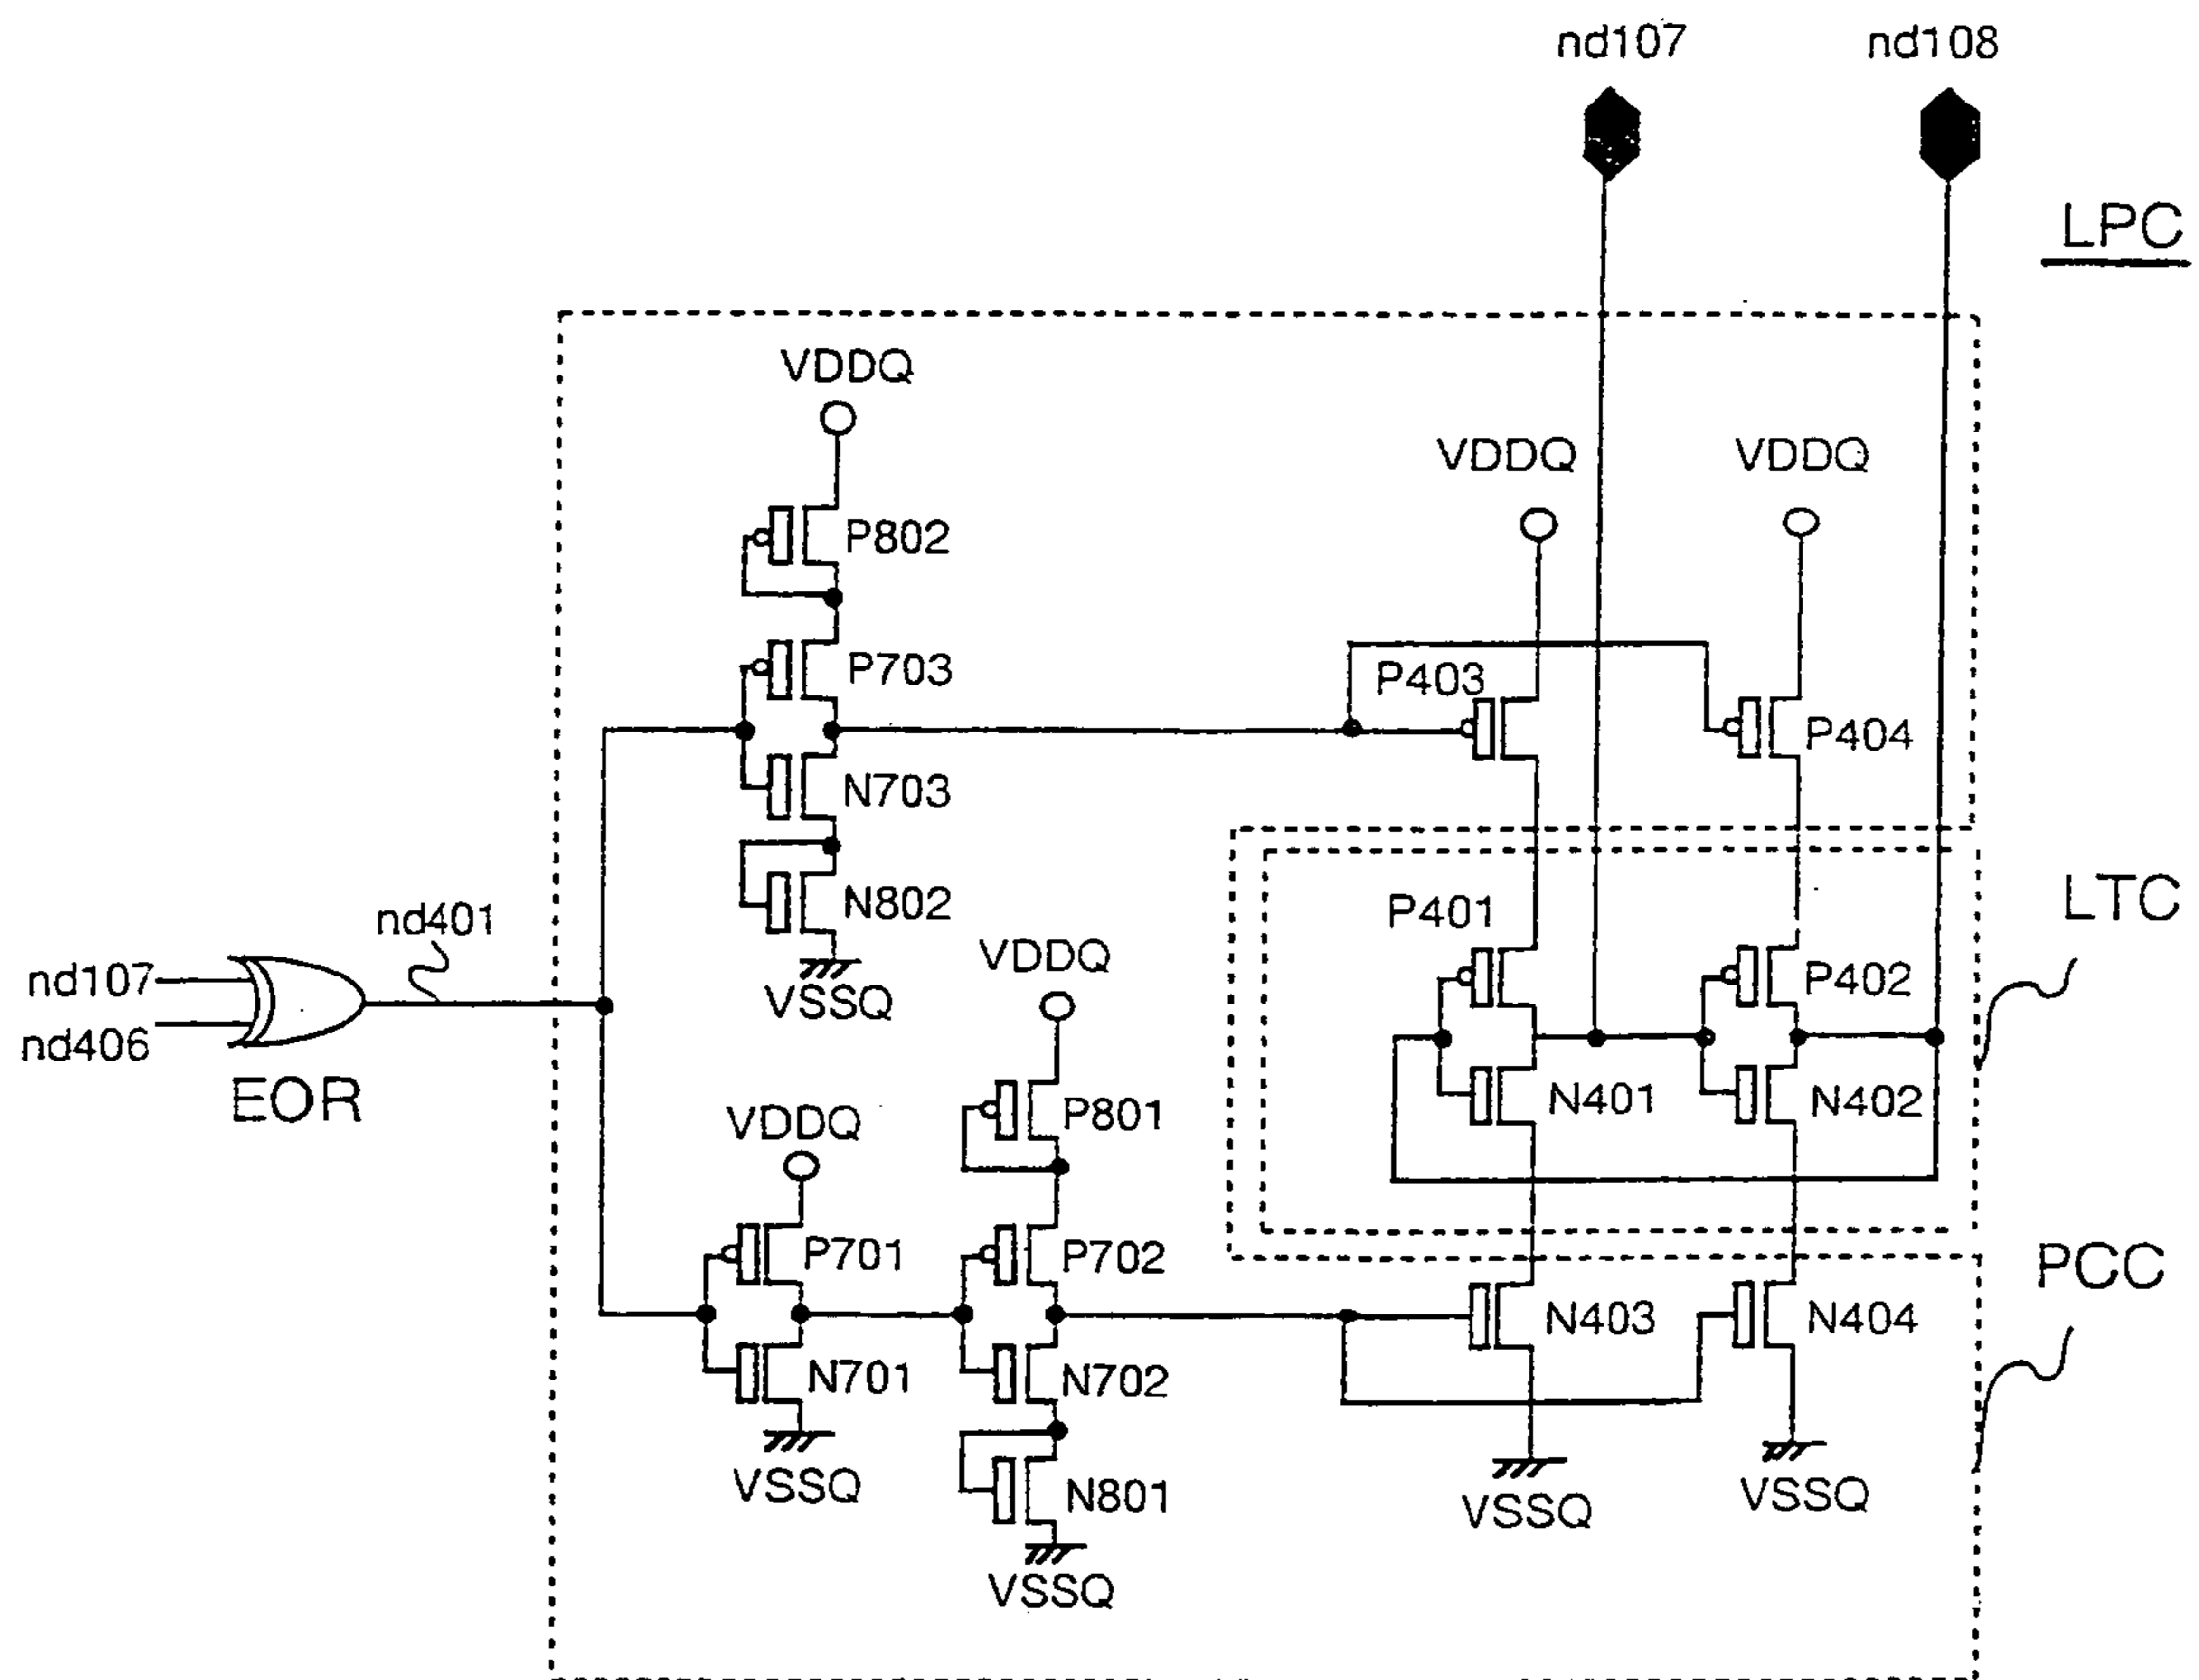 nd107
nd108
LPC
VDDQ
VDDQ
VDDQ
P802
P703
P403
P404
N703
N802
VSSQ
nd401
P401
LTC
VDDQ
nd107
nd406
EOR
P402
N401
N402
VDDQ
P801
P701
P702
PCC
N403
N404
N701
N702
VSSQ
N801
VSSQ
VSSQ
VSSQ